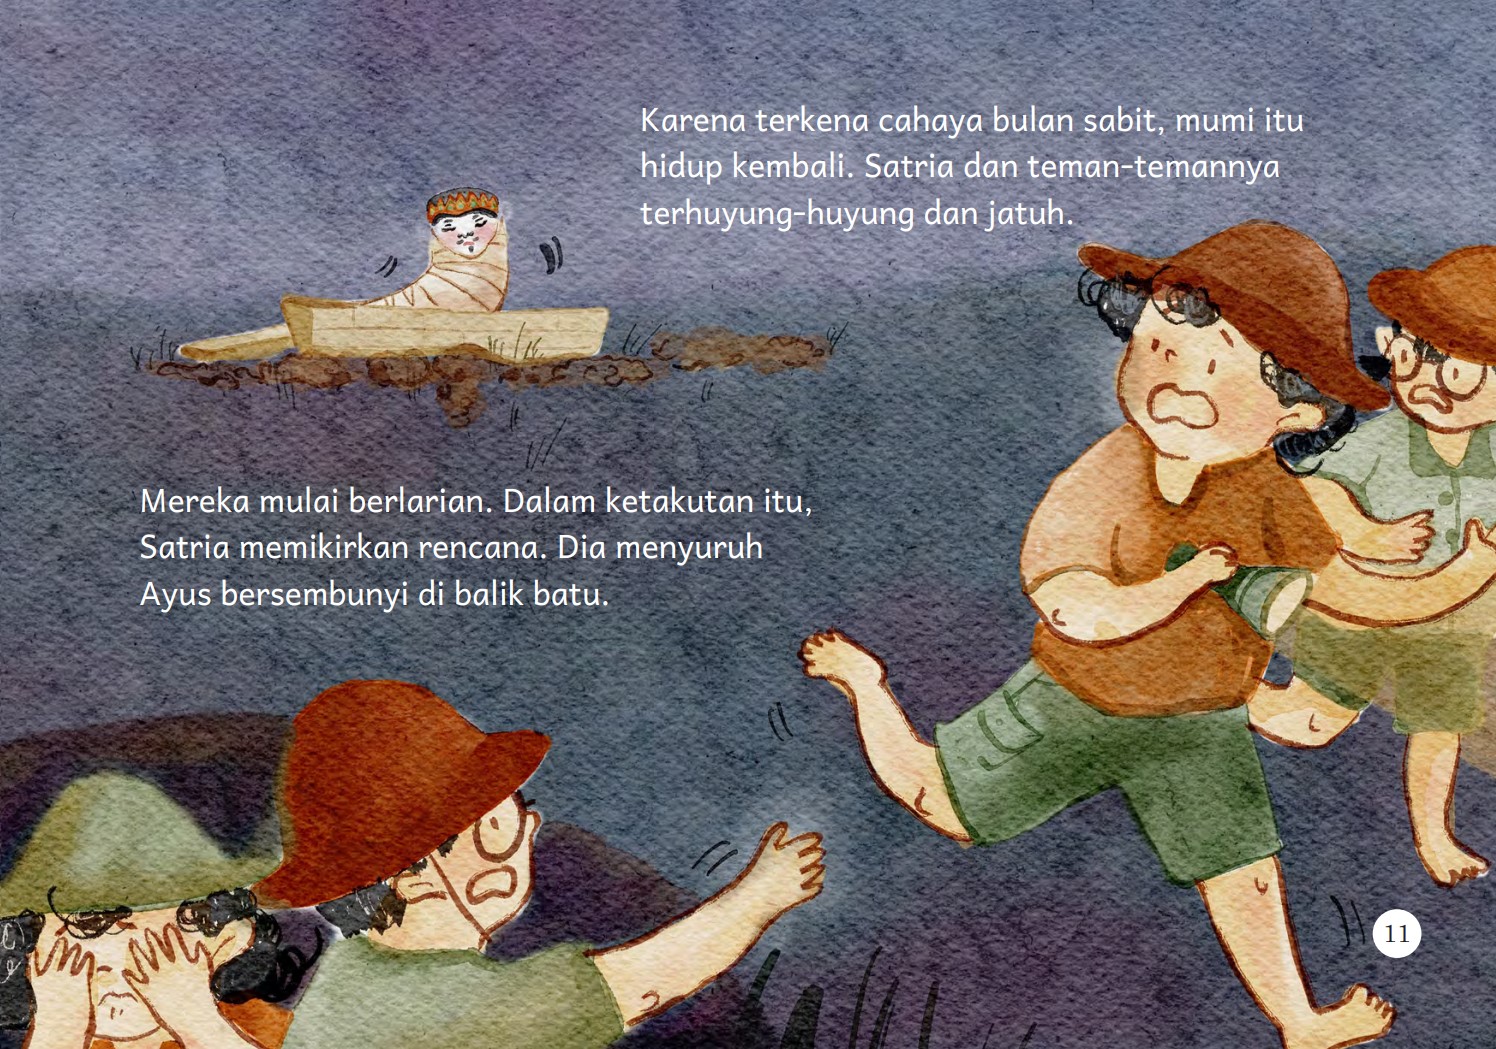 Karena terkena cahaya bulan sabit, mumi itu
hidup kembali. Satria dan teman-temannya
terhuyung-huyung dan jatuh.
Mereka mulai berlarian. Dalam ketakutan itu,
Satria memikirkan rencana. Dia menyuruh
Ayus bersembunyi di balik batu.
11